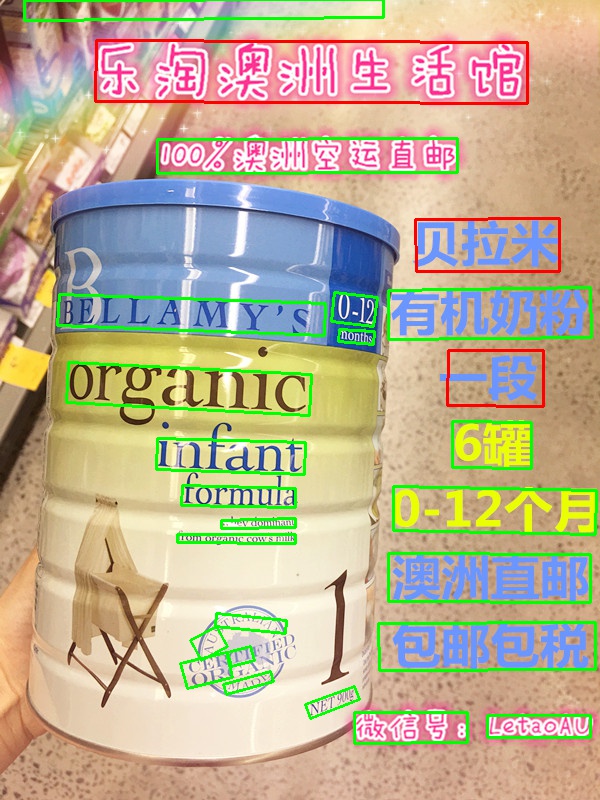 乐淘澳洲生活馆
100%澳洲空运直邮
贝拉米
BELLAMY'S
0-12
months
有机奶粉
organic
一段
infant
6罐
formula
0-12个月
from organic cow's milk
澳洲直邮
CERTIFIED
ORGANIC
1
包邮包税
NET 900g
微信号: LetaoAU